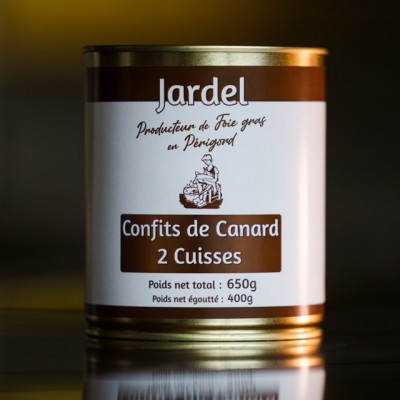 Jardel
Producteur de Foie gras
en Périgord
Confits de Canard
2 Cuisses
Poids net total : 650g
Poids net égoutté : 400g